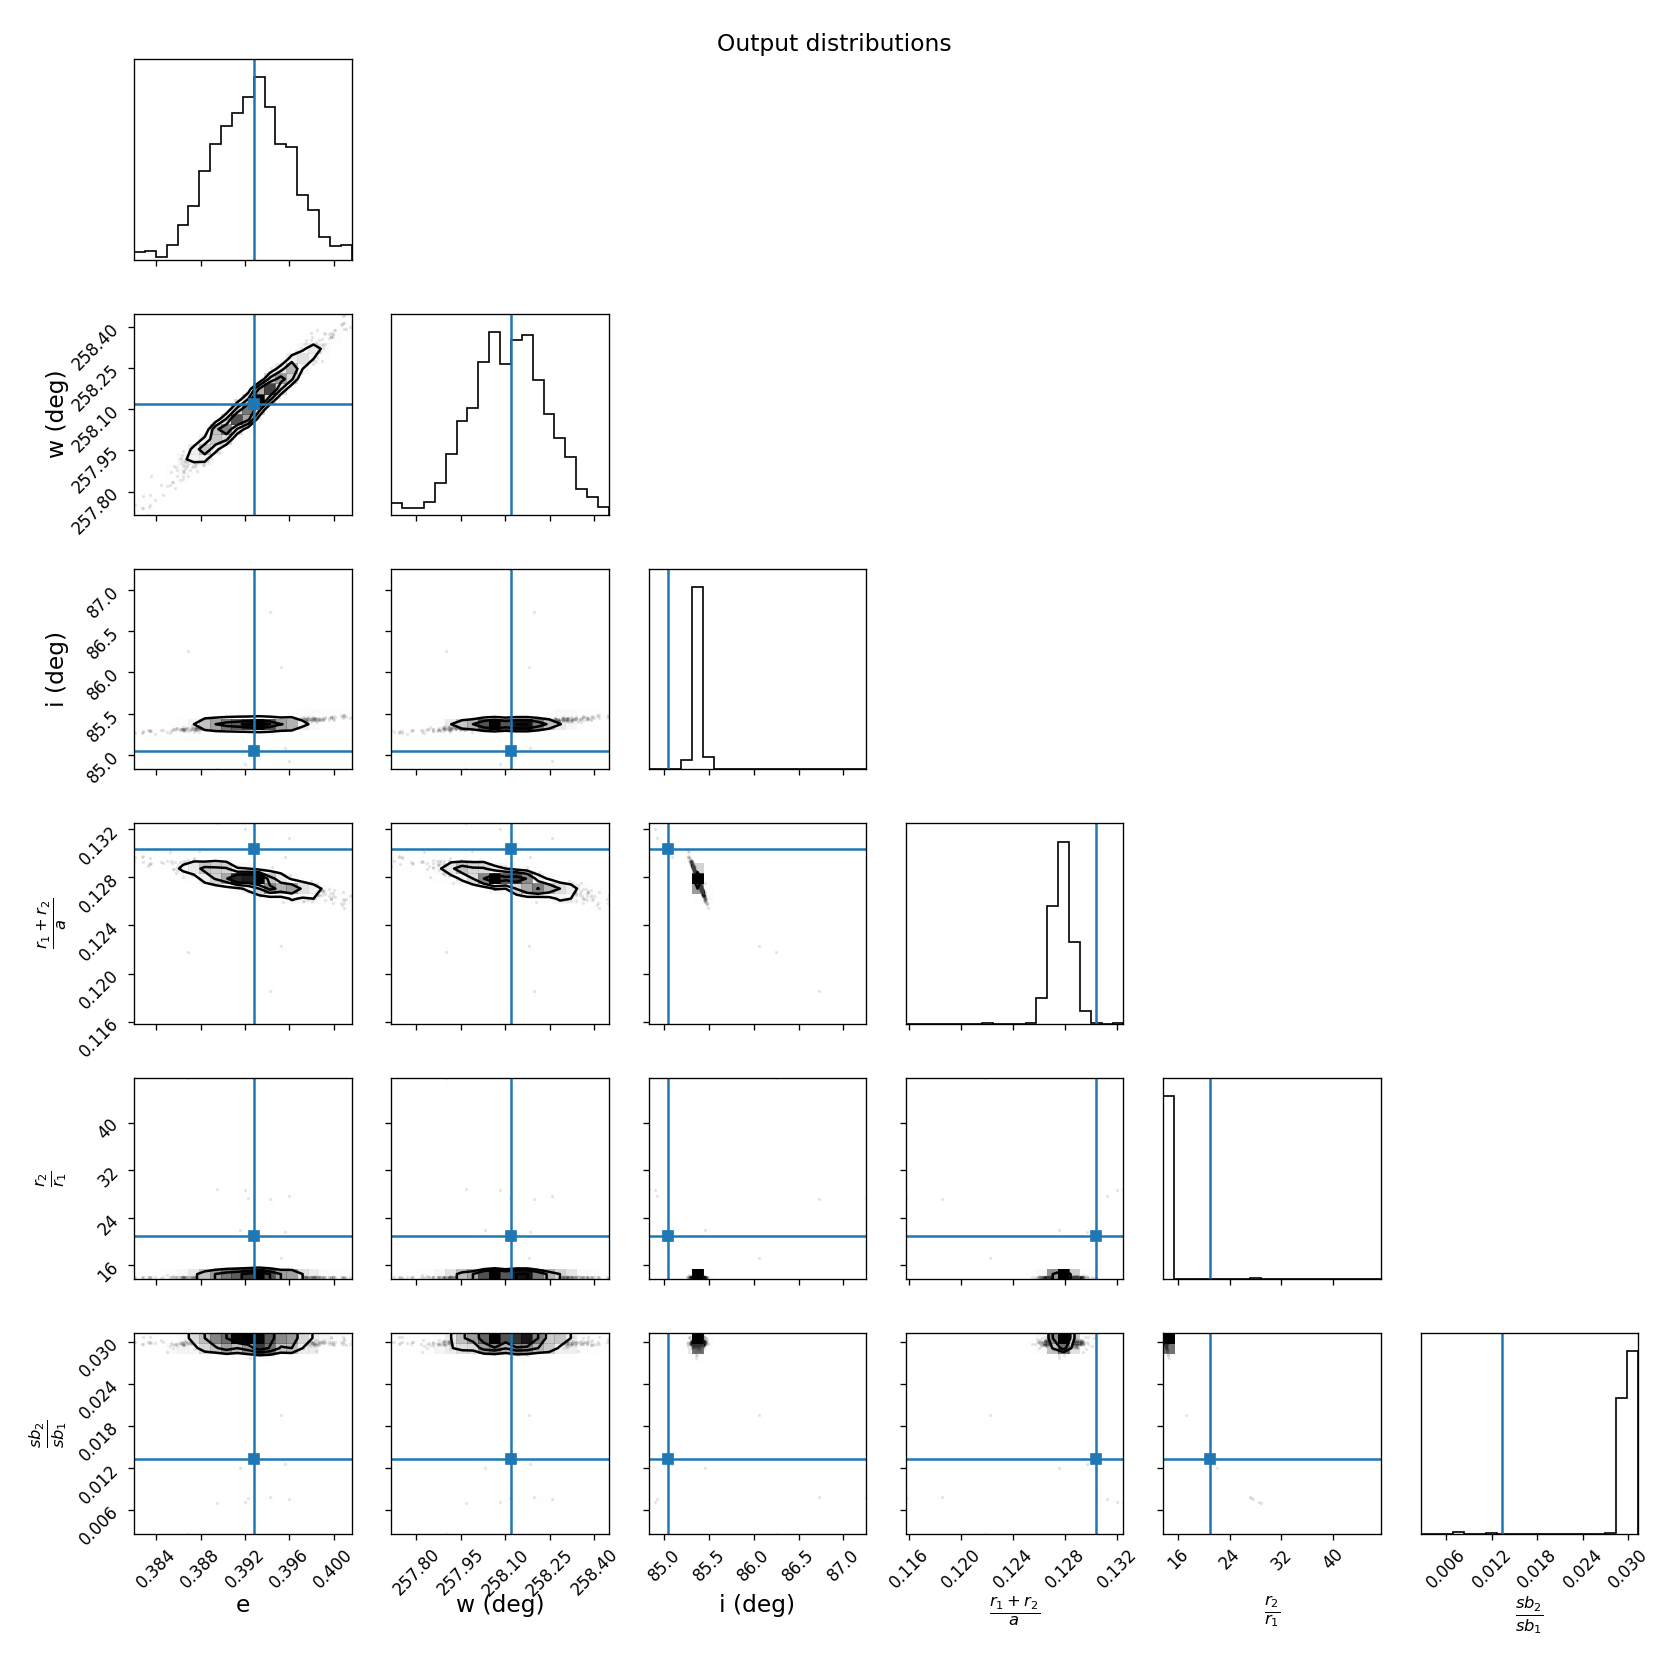 Output distributions
w (deg)
258.40
258.25
258.10
257.95
257.80
i (deg)
87.0
86.5
86.0
85.5
85.0
r₁ + r₂
a
0.132
0.128
0.124
0.120
0.116
r₂
r₁
40
32
24
16
sb₂
sb₁
0.030
0.024
0.018
0.012
0.006
0.384 0.388 0.392 0.396 0.400 257.80 257.95 258.10 258.25 258.40 85.0 85.5 86.0 86.5 87.0 0.116 0.120 0.124 0.128 0.132 16 24 32 40 0.006 0.012 0.018 0.024 0.030
e w (deg) i (deg)
r₁ + r₂
a
r₂
r₁
sb₂
sb₁